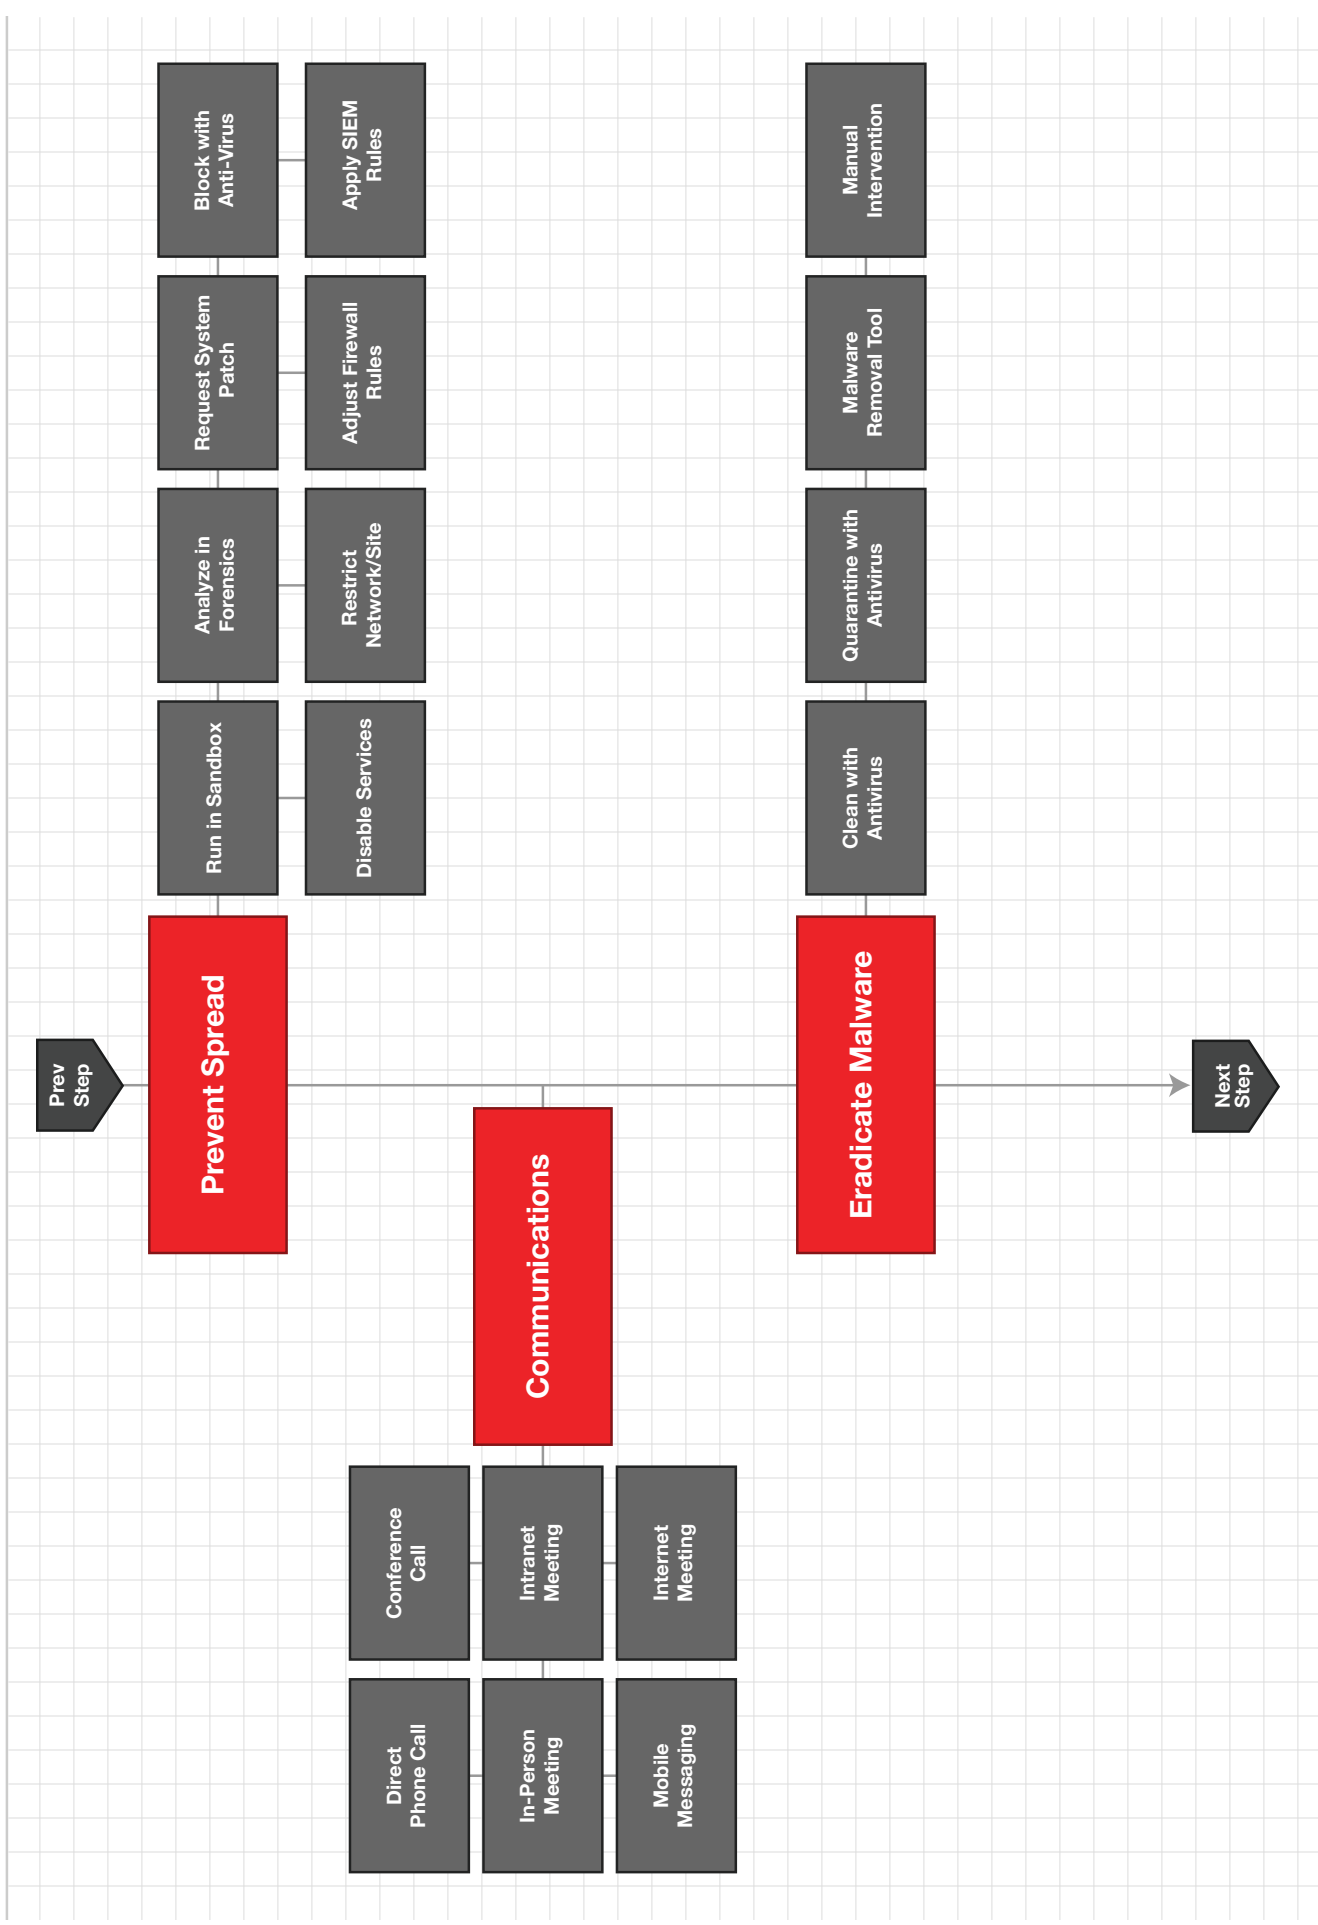 Prev
Step
Prevent Spread
Run in Sandbox
Analyze in
Forensics
Request System
Patch
Block with
Anti-Virus
Disable Services
Restrict
Network/Site
Adjust Firewall
Rules
Apply SIEM
Rules
Communications
Conference
Call
Intranet
Meeting
Internet
Meeting
Direct
Phone Call
In-Person
Meeting
Mobile
Messaging
Eradicate Malware
Clean with
Antivirus
Quarantine with
Antivirus
Malware
Removal Tool
Manual
Intervention
Next
Step